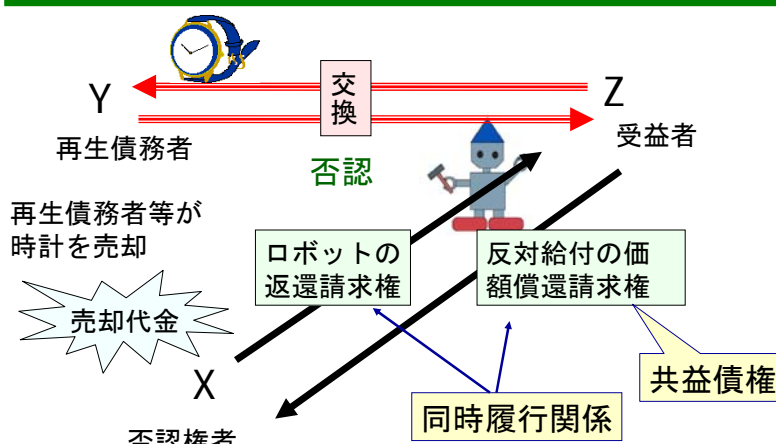 交
換
Y
Z
再生債務者
受益者
否認
再生債務者等が
時計を売却
ロボットの
返還請求権
反対給付の価
額償還請求権
売却代金
共益債権
X
同時履行関係
否認権者